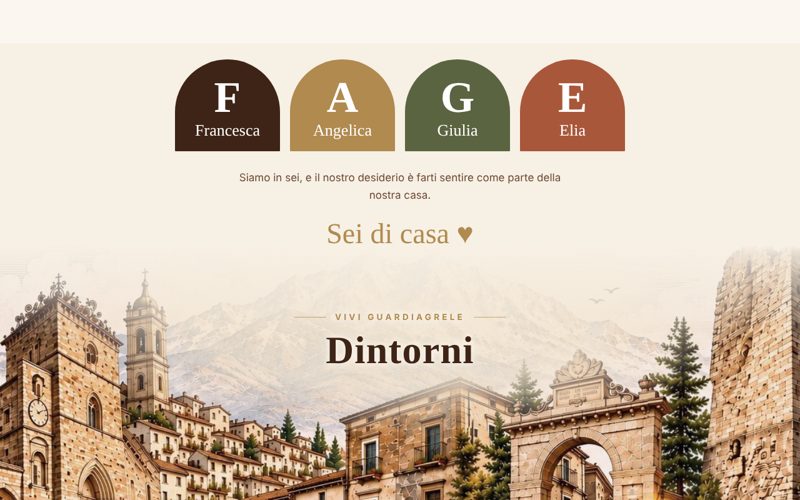 F
Francesca
A
Angelica
G
Giulia
E
Elia
Siamo in sei, e il nostro desiderio è farti sentire come parte della
nostra casa.
Sei di casa ♥
VIVI GUARDIAGRELE
Dintorni